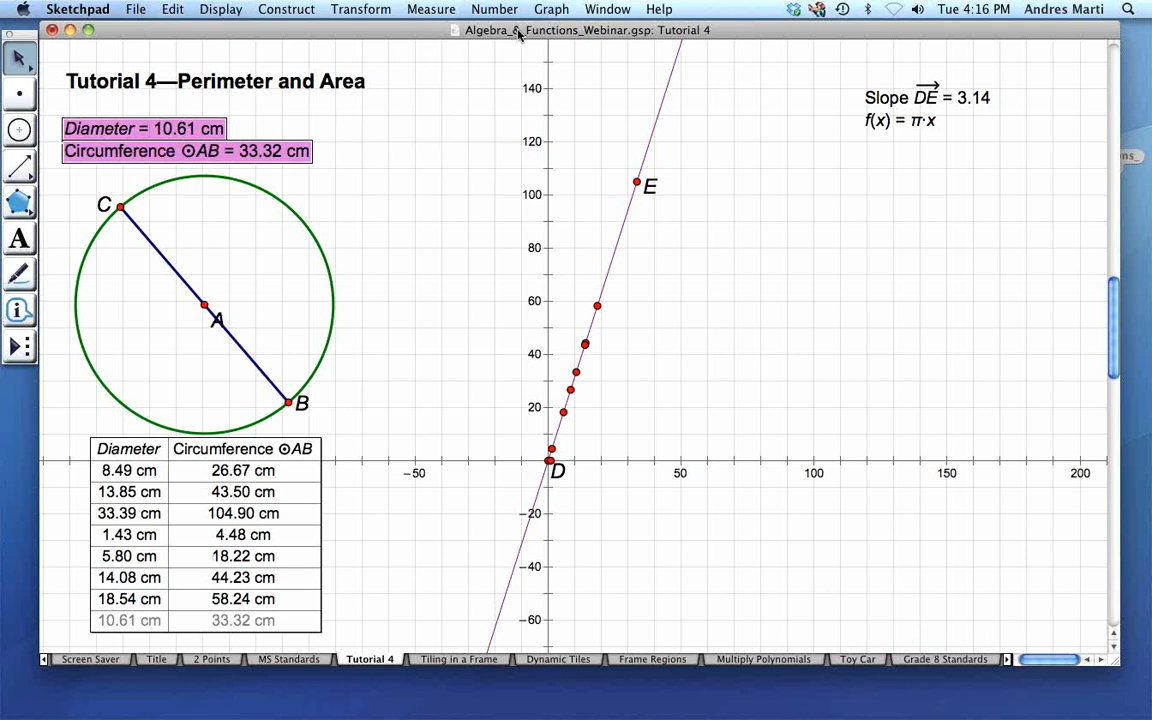 Sketchpad File Edit Display Construct Transform Measure Number Graph Window Help Tue 4:16 PM Andres Marti
Functions_Webinar.gsp: Tutorial 4
Tutorial 4—Perimeter and Area
Diameter = 10.61 cm
Circumference ⊙AB = 33.32 cm
Slope DE = 3.14
f(x) = π·x
C
A
B
E
D
140
120
100
80
60
40
20
−20
−40
−60
−50
50
100
150
200
Diameter Circumference ⊙AB
8.49 cm 26.67 cm
13.85 cm 43.50 cm
33.39 cm 104.90 cm
1.43 cm 4.48 cm
5.80 cm 18.22 cm
14.08 cm 44.23 cm
18.54 cm 58.24 cm
10.61 cm 33.32 cm
A
Screen Saver Title 2 Points MS Standards Tutorial 4 Tiling in a Frame Dynamic Tiles Frame Regions Multiply Polynomials Toy Car Grade 8 Standards